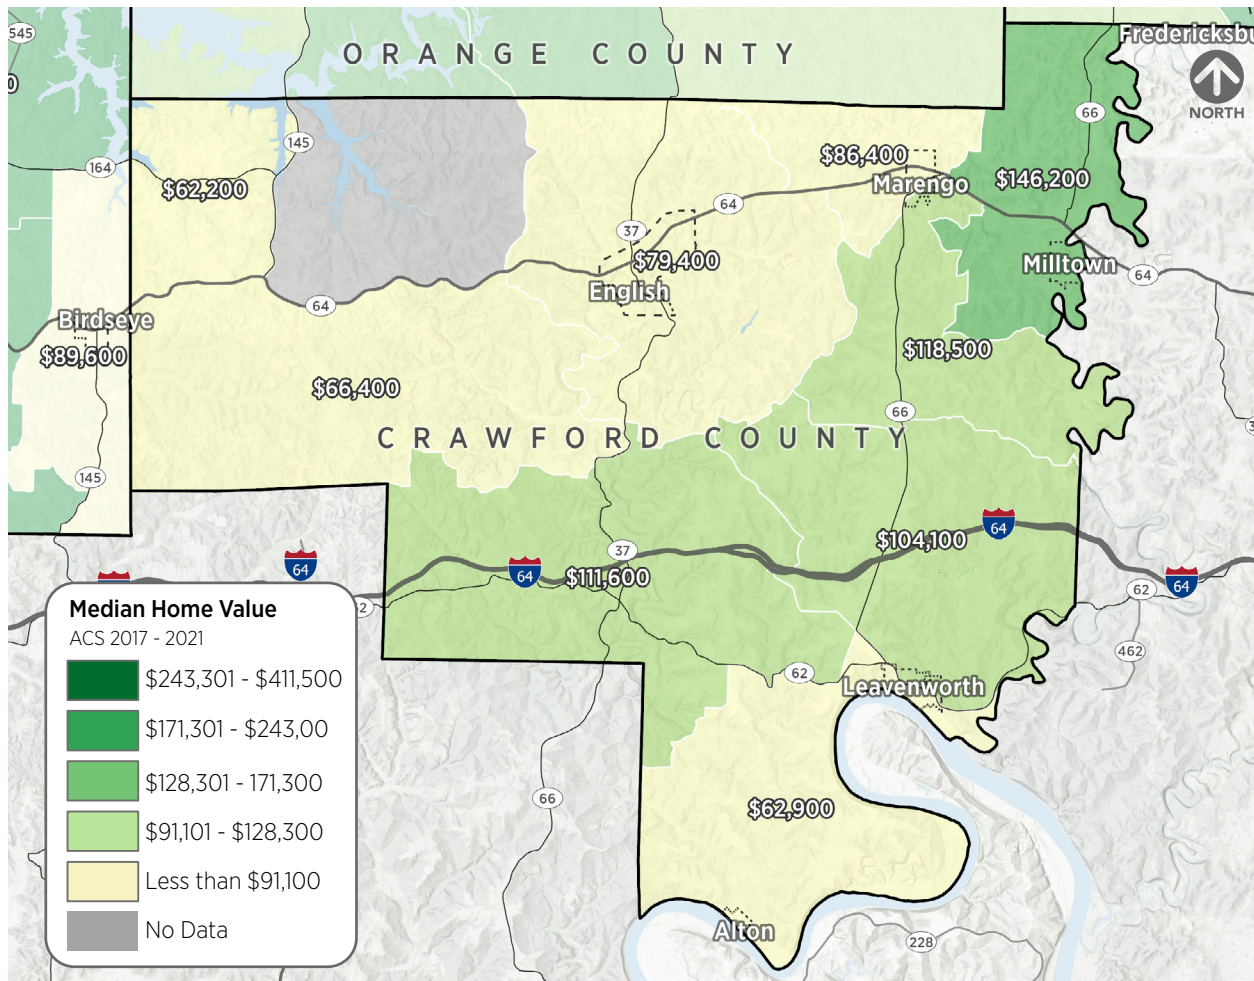 545
ORANGE COUNTY
Fredericksbu
NORTH
0
66
145
164
$62,200
$86,400
Marengo
$146,200
64
37
$79,400
English
Milltown
64
64
Birdseye
$89,600
$118,500
$66,400
66
CRAWFORD COUNTY
145
3
64
$104,100
37
64
64
$111,600
64
62
2
462
62
Leavenworth
66
$62,900
Alton
228
Median Home Value
ACS 2017 - 2021
$243,301 - $411,500
$171,301 - $243,00
$128,301 - 171,300
$91,101 - $128,300
Less than $91,100
No Data